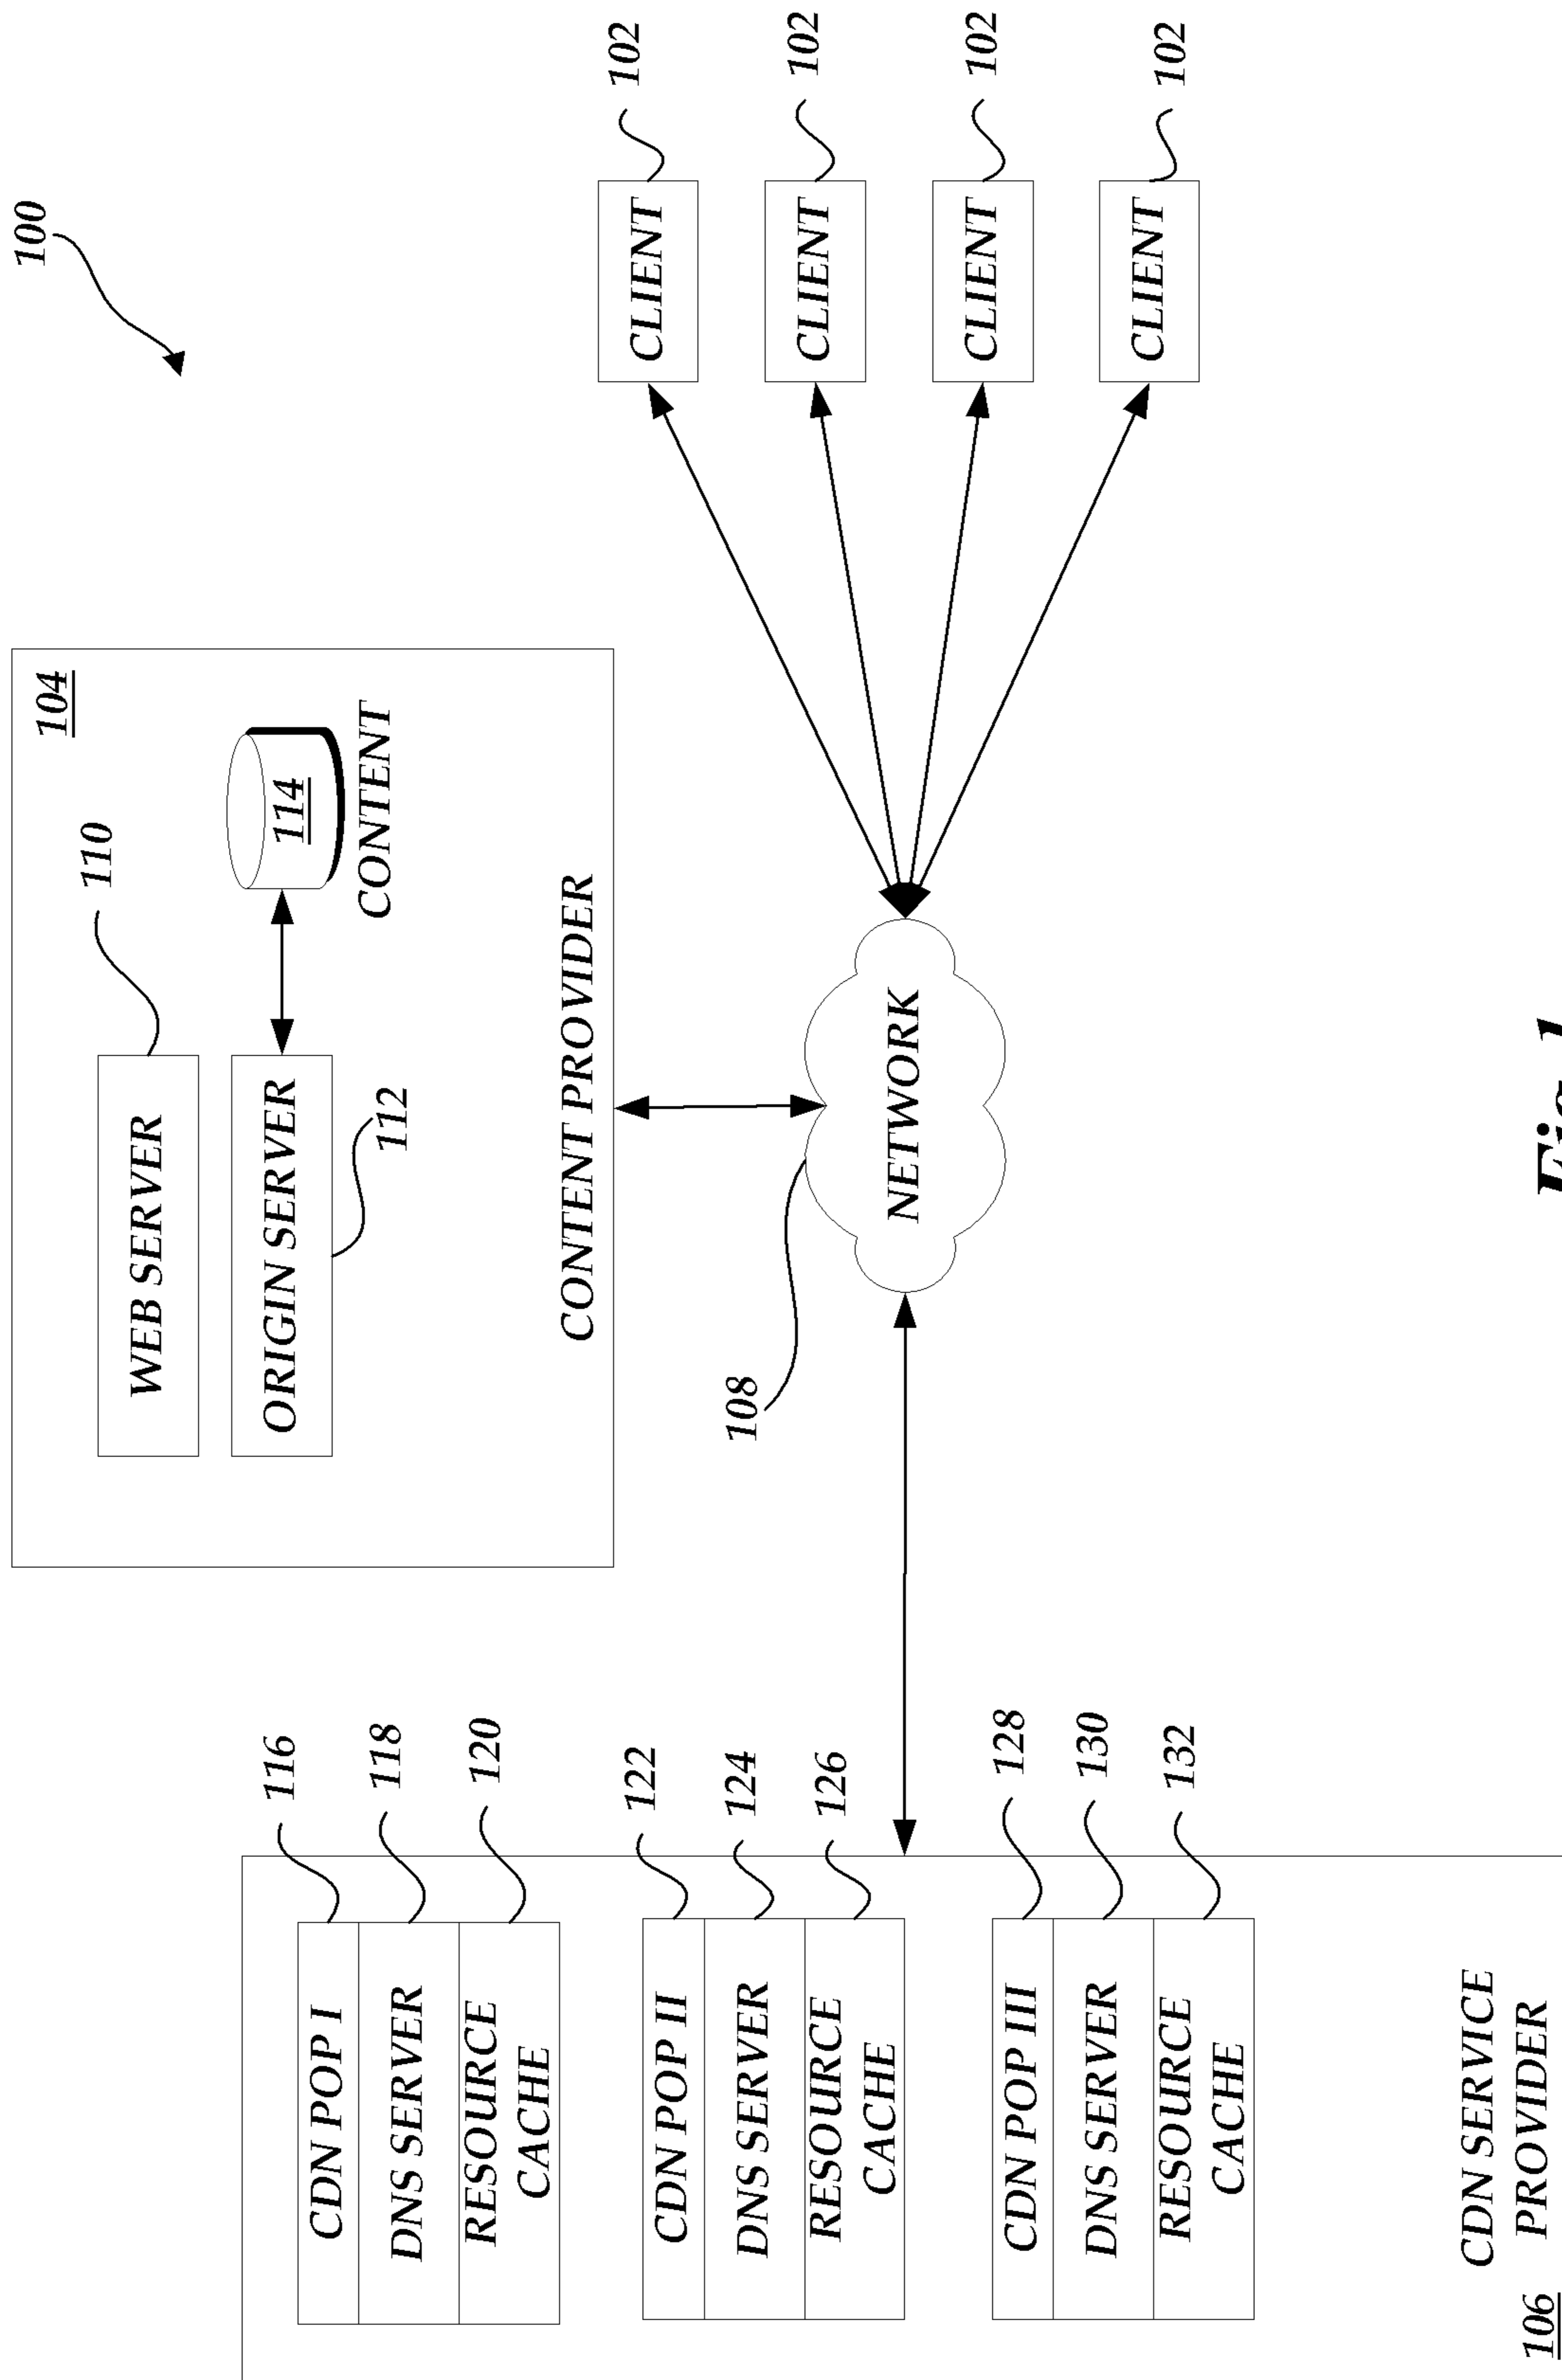 100
CDN POP I
116
DNS SERVER
118
RESOURCE
CACHE
120
CDN POP II
122
DNS SERVER
124
RESOURCE
CACHE
126
CDN POP III
128
DNS SERVER
130
RESOURCE
CACHE
132
CDN SERVICE
PROVIDER
106
104
WEB SERVER
110
ORIGIN SERVER
112
114
CONTENT
CONTENT PROVIDER
108
NETWORK
CLIENT
102
CLIENT
102
CLIENT
102
CLIENT
102
Fig. 1